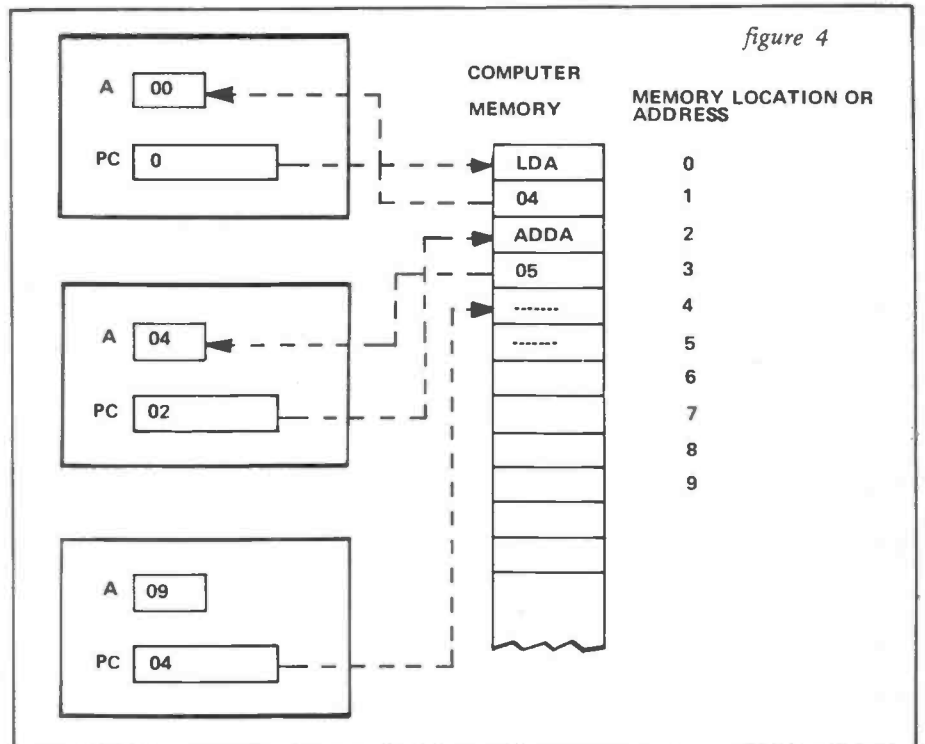 figure 4
COMPUTER
MEMORY
MEMORY LOCATION OR
ADDRESS
A 00
PC 0
LDA 0
04 1
ADDA 2
05 3
------- 4
------- 5
6
7
8
9
A 04
PC 02
A 09
PC 04